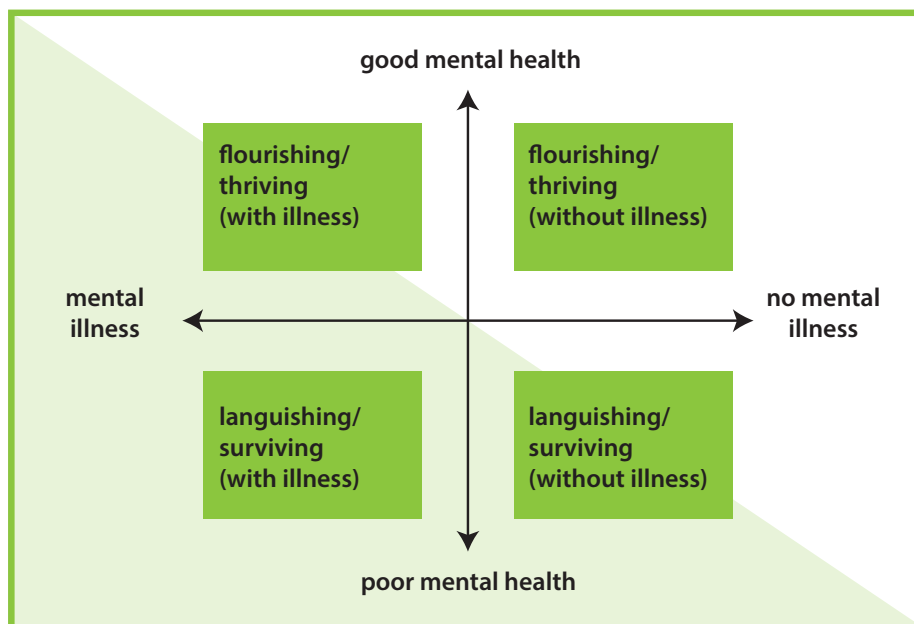 good mental health
flourishing/
thriving
(with illness)
flourishing/
thriving
(without illness)
mental
illness
no mental
illness
languishing/
surviving
(with illness)
languishing/
surviving
(without illness)
poor mental health